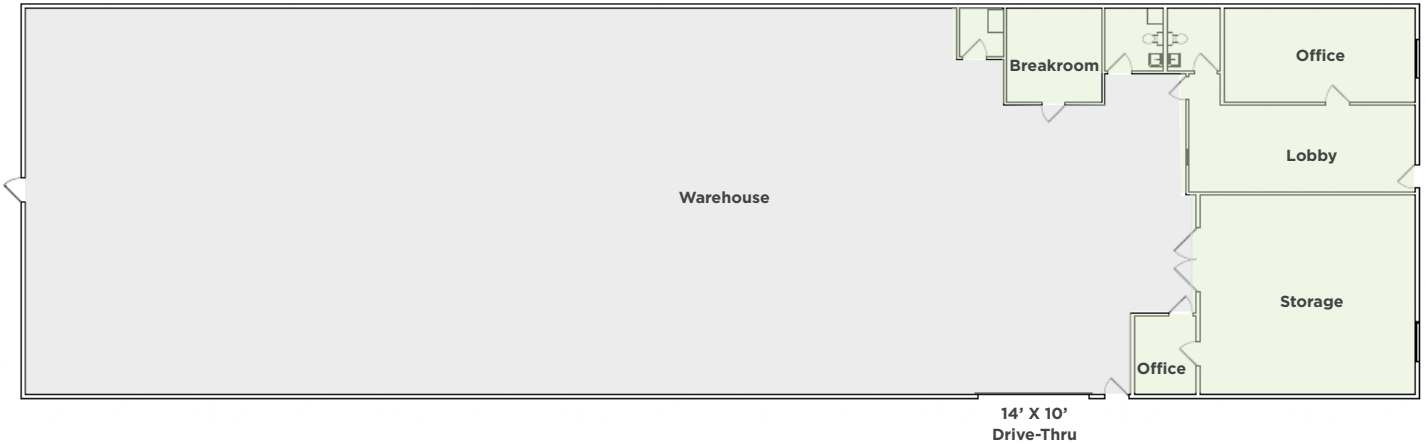 Office
Breakroom
Lobby
Warehouse
Storage
Office
14’ X 10’
Drive-Thru